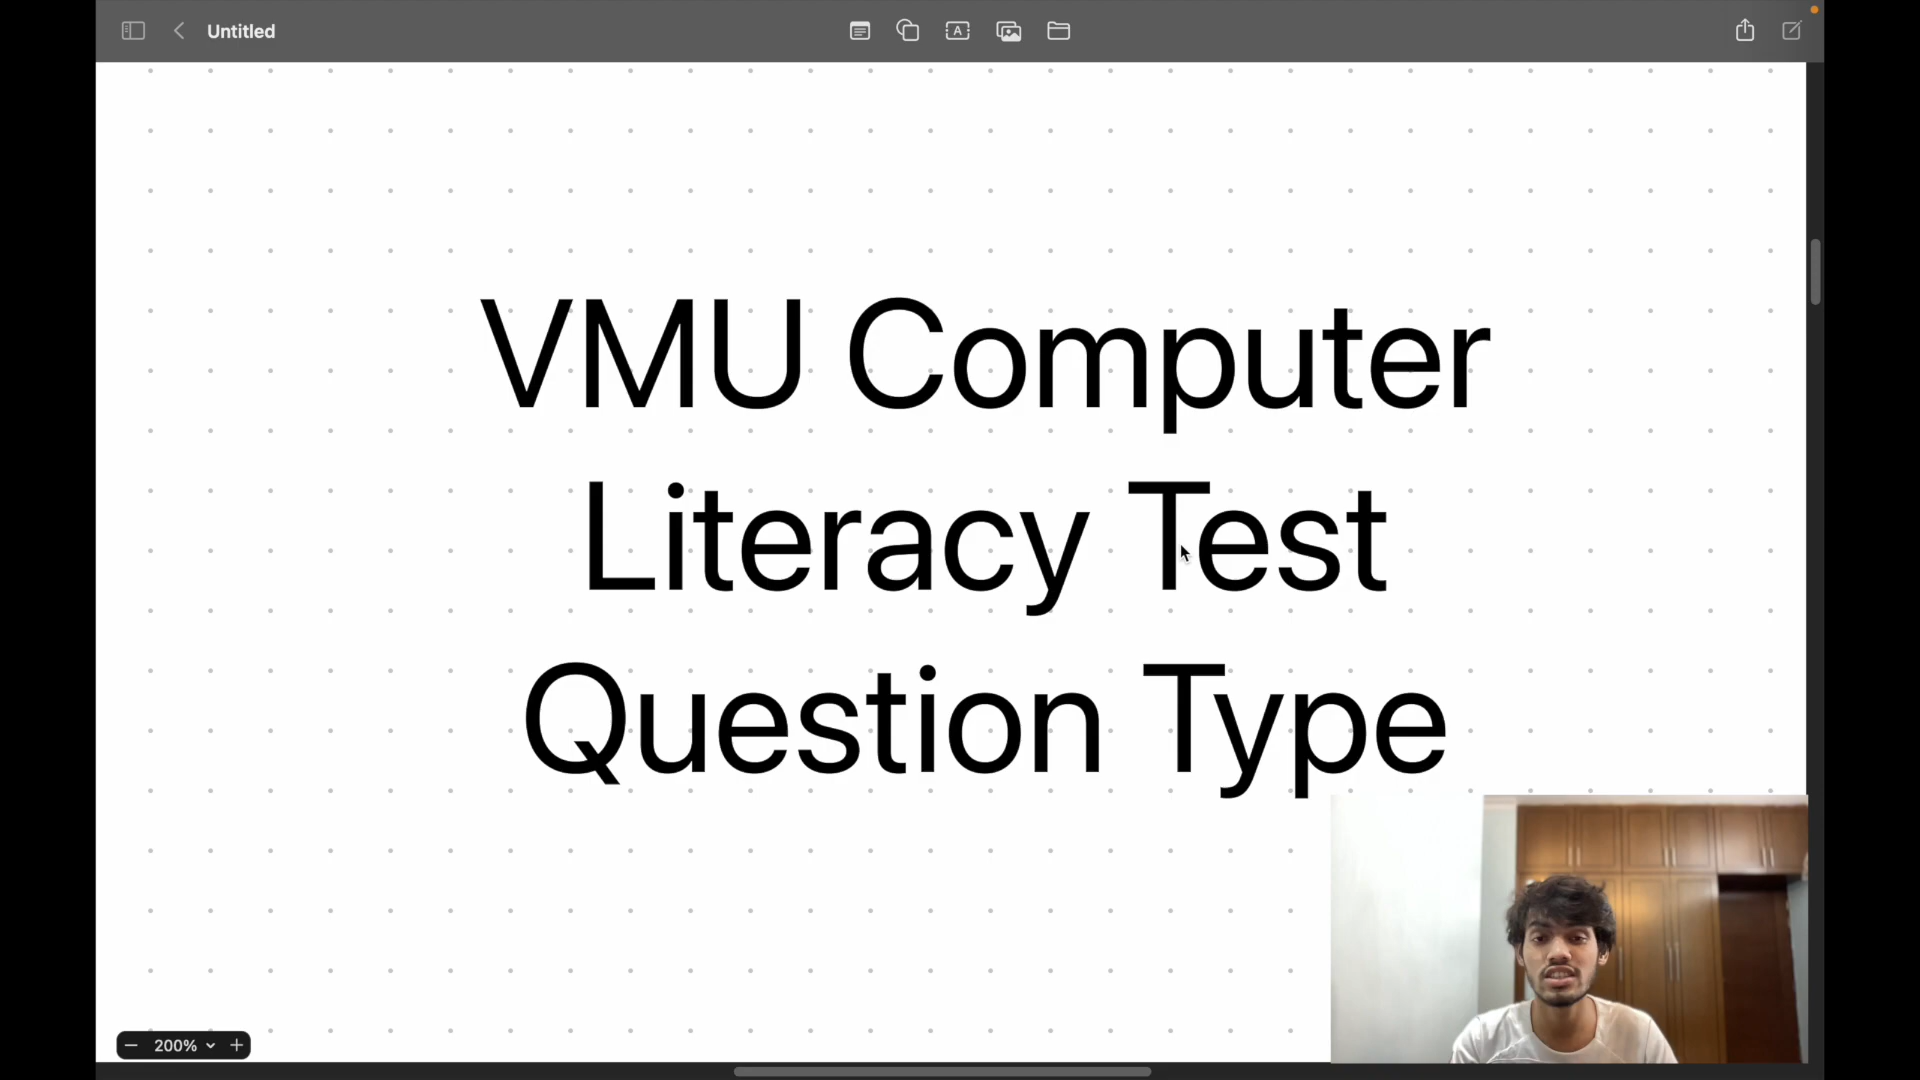 Untitled
VMU Computer
Literacy Test
Question Type
200%